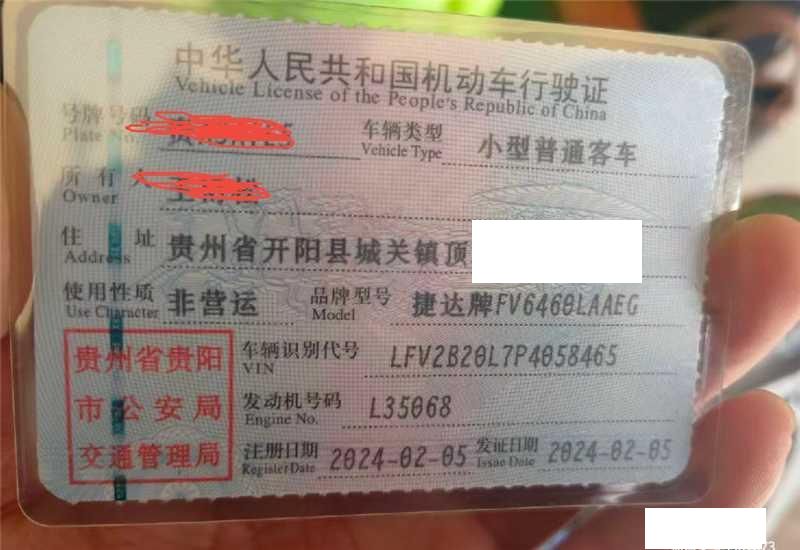 中华人民共和国机动车行驶证
Vehicle License of the People's Republic of China
号牌号码
Plate No.
车辆类型 小型普通客车
Vehicle Type
所有
Owner
住 址 贵州省开阳县城关镇顶
Address
使用性质 非营运 品牌型号 捷达牌FV6460LAAEG
Use Character Model
贵州省贵阳 车辆识别代号 LFV2B20L7P4058465
VIN
市公安局 发动机号码 L35068
Engine No.
交通管理局 注册日期 2024-02-05 发证日期 2024-02-05
Register Date Issue Date